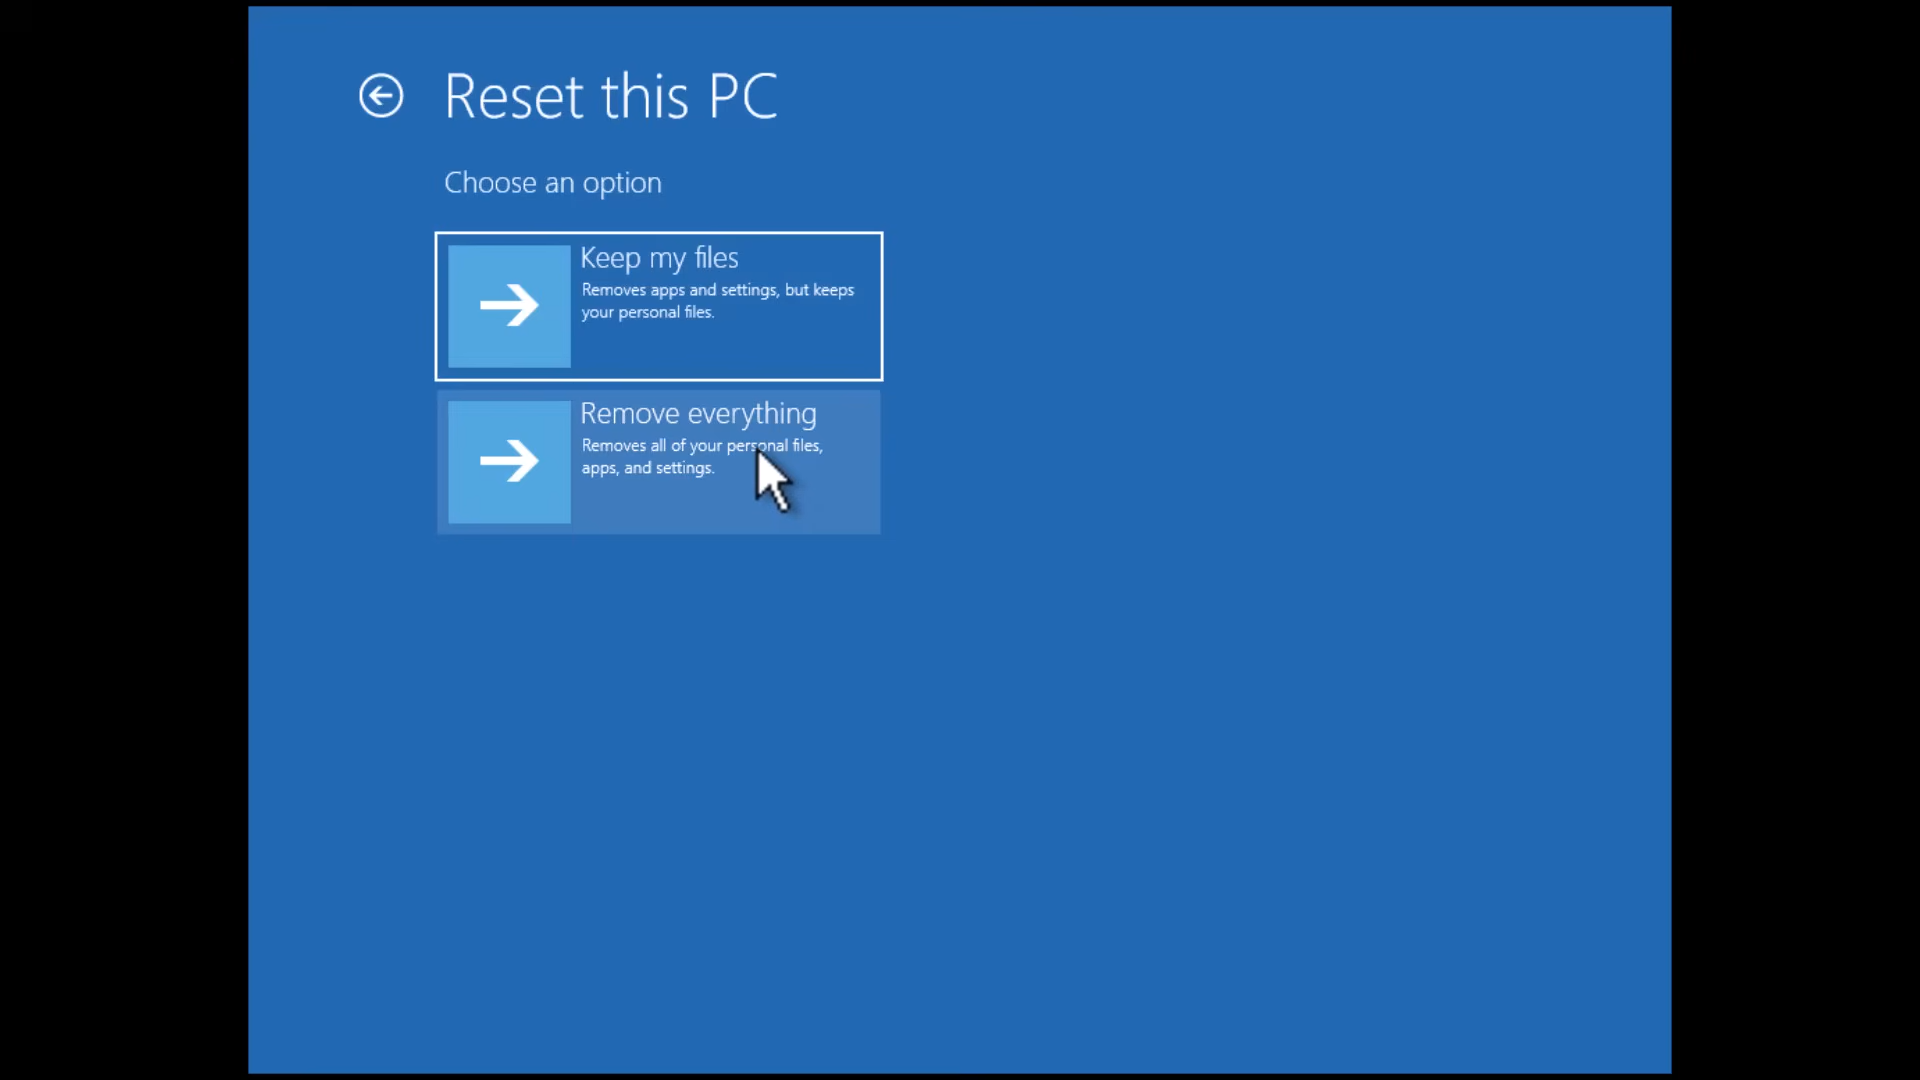 Reset this PC
Choose an option
Keep my files
Removes apps and settings, but keeps
your personal files.
Remove everything
Removes all of your personal files,
apps, and settings.